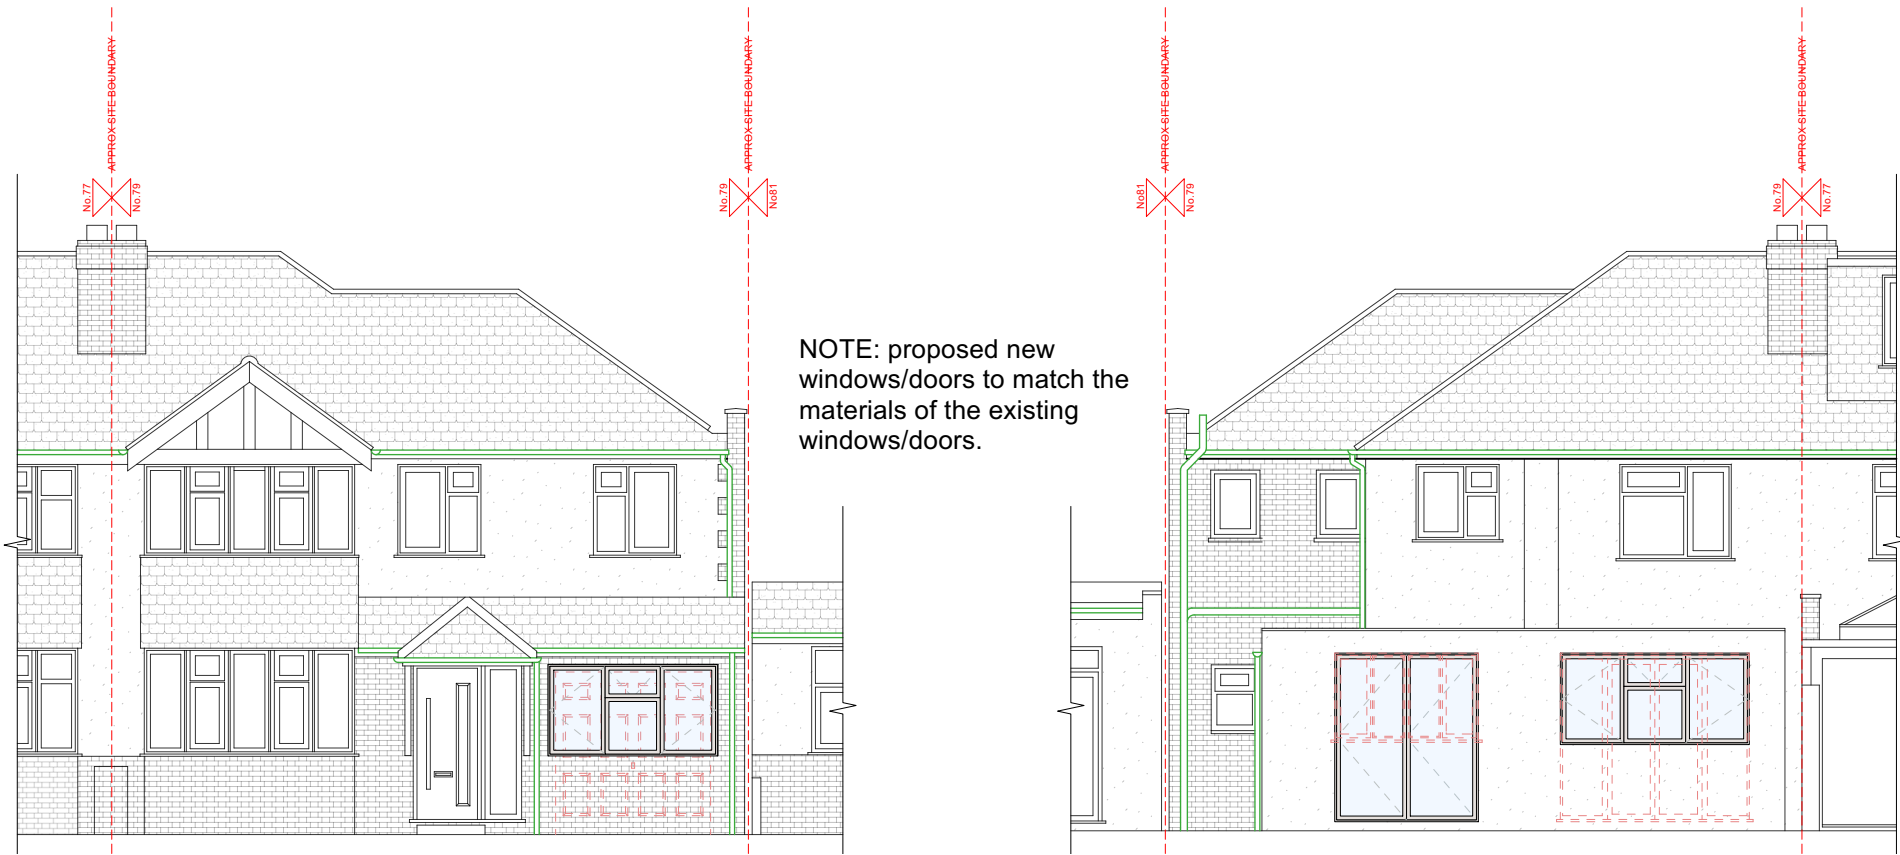 APPROX SITE BOUNDARY
No.77
No.79
APPROX SITE BOUNDARY
No.79
No81
APPROX SITE BOUNDARY
No81
No.79
APPROX SITE BOUNDARY
No.79
No.77
NOTE: proposed new
windows/doors to match the
materials of the existing
windows/doors.